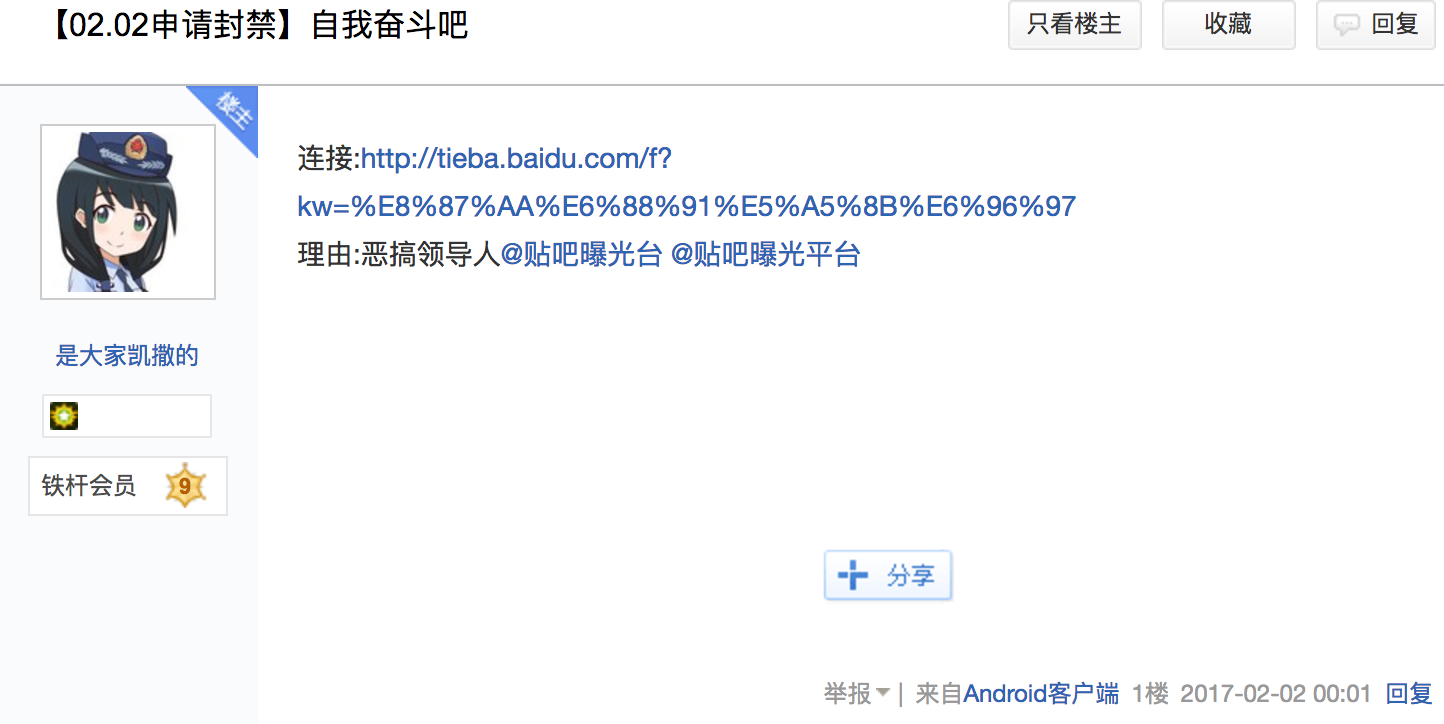 【02.02申请封禁】自我奋斗吧
只看楼主
收藏
回复
楼主
连接:http://tieba.baidu.com/f?
kw=%E8%87%AA%E6%88%91%E5%A5%8B%E6%96%97
理由:恶搞领导人@贴吧曝光台 @贴吧曝光平台
是大家凯撒的
铁杆会员 9
分享
举报 | 来自Android客户端 1楼 2017-02-02 00:01 回复